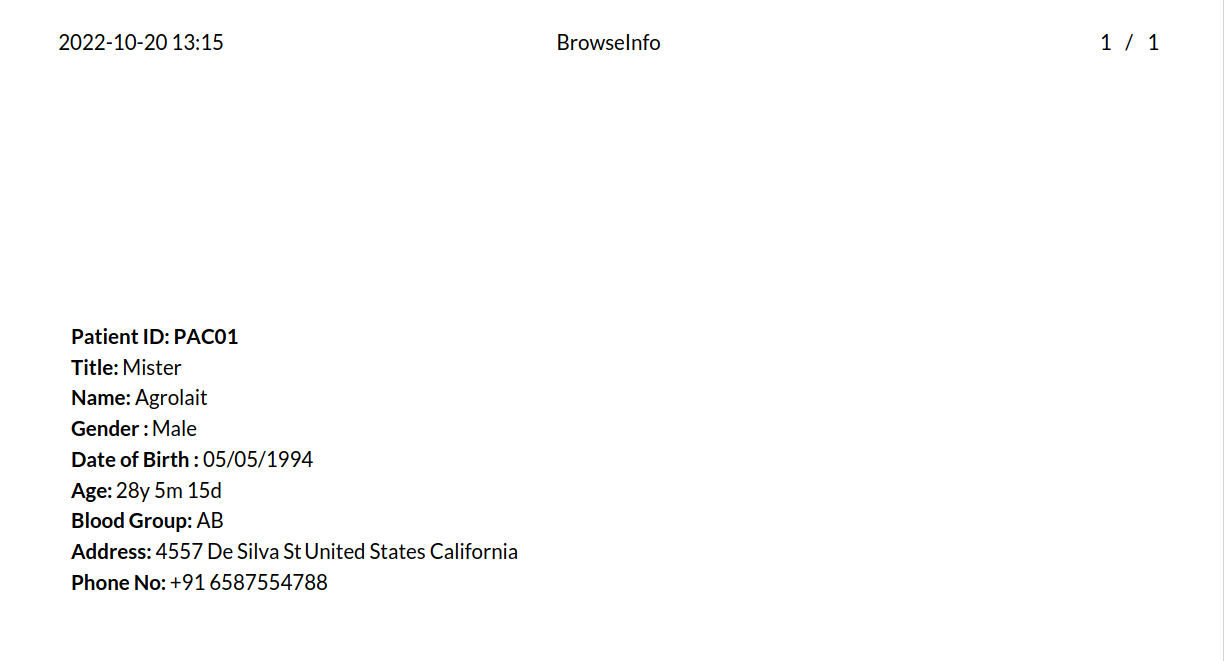 2022-10-20 13:15 BrowseInfo 1 / 1
Patient ID: PAC01
Title: Mister
Name: Agrolait
Gender : Male
Date of Birth : 05/05/1994
Age: 28y 5m 15d
Blood Group: AB
Address: 4557 De Silva St United States California
Phone No: +91 6587554788